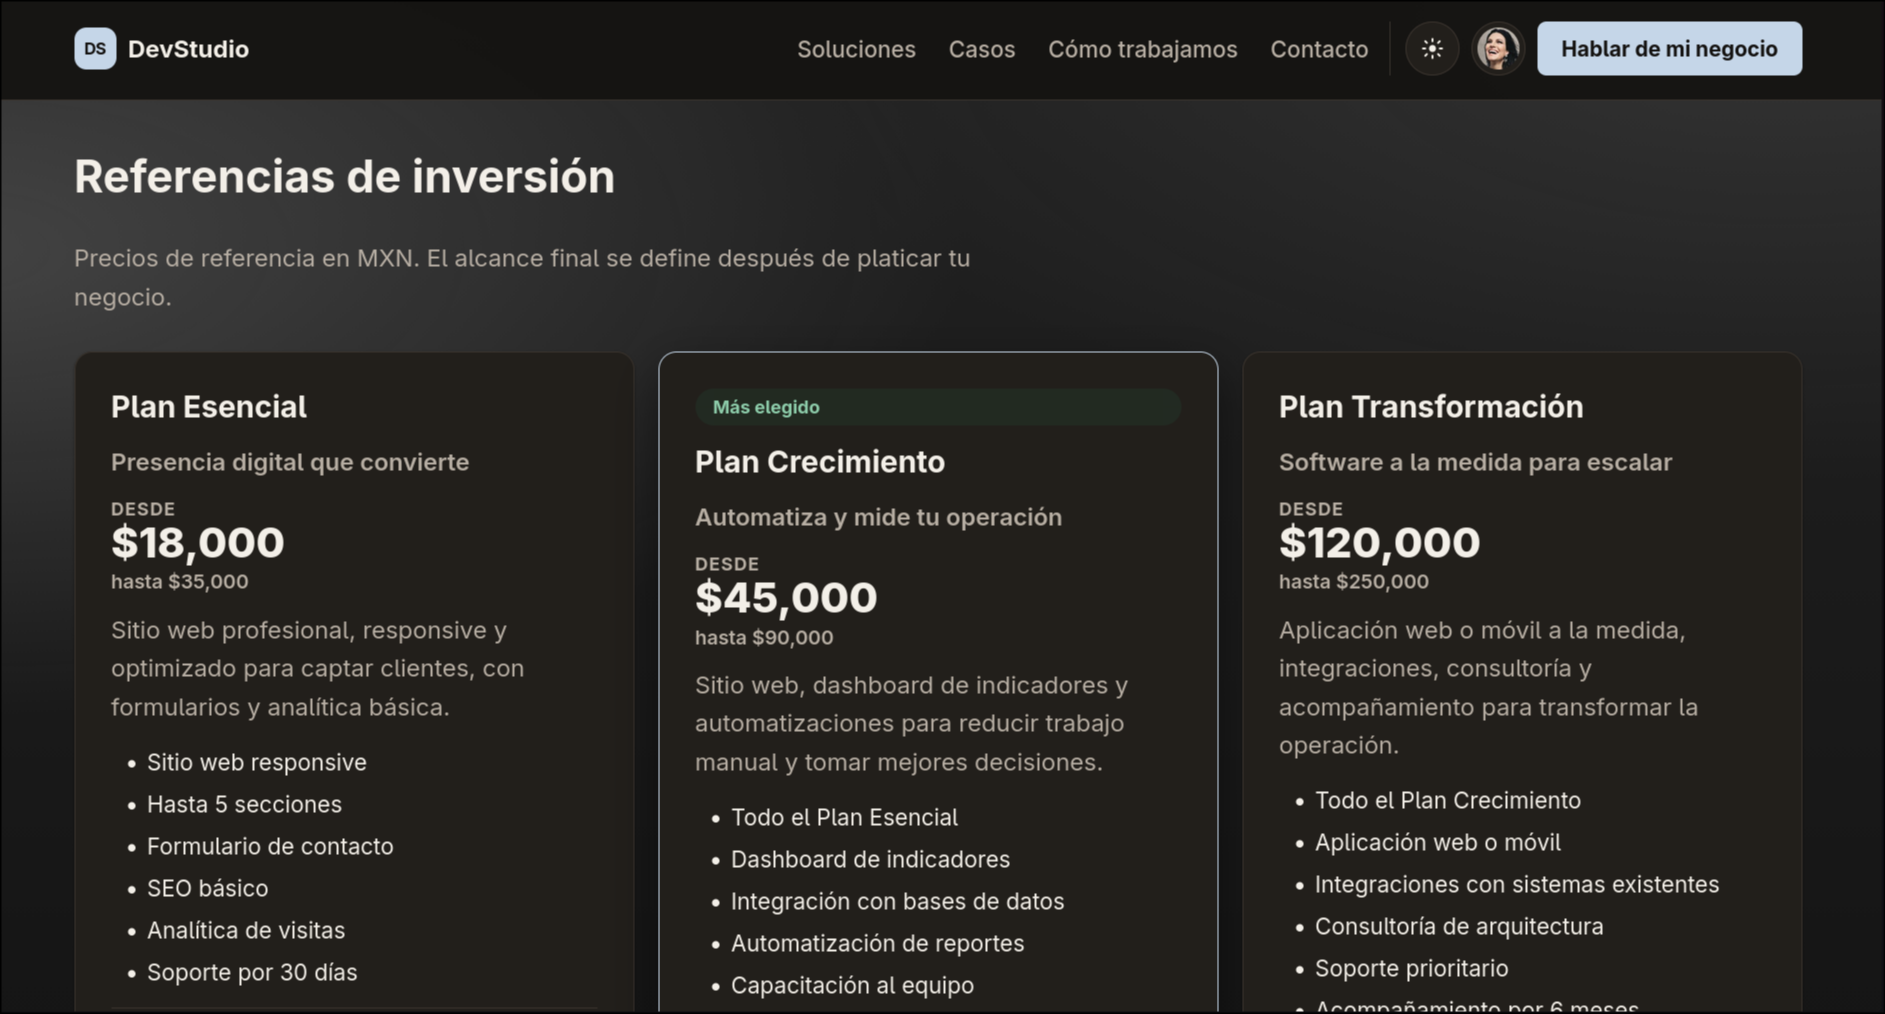 DS DevStudio
Soluciones Casos Cómo trabajamos Contacto Hablar de mi negocio
Referencias de inversión
Precios de referencia en MXN. El alcance final se define después de platicar tu
negocio.
Plan Esencial
Presencia digital que convierte
DESDE
$18,000
hasta $35,000
Sitio web profesional, responsive y
optimizado para captar clientes, con
formularios y analítica básica.
• Sitio web responsive
• Hasta 5 secciones
• Formulario de contacto
• SEO básico
• Analítica de visitas
• Soporte por 30 días
Más elegido
Plan Crecimiento
Automatiza y mide tu operación
DESDE
$45,000
hasta $90,000
Sitio web, dashboard de indicadores y
automatizaciones para reducir trabajo
manual y tomar mejores decisiones.
• Todo el Plan Esencial
• Dashboard de indicadores
• Integración con bases de datos
• Automatización de reportes
• Capacitación al equipo
Plan Transformación
Software a la medida para escalar
DESDE
$120,000
hasta $250,000
Aplicación web o móvil a la medida,
integraciones, consultoría y
acompañamiento para transformar la
operación.
• Todo el Plan Crecimiento
• Aplicación web o móvil
• Integraciones con sistemas existentes
• Consultoría de arquitectura
• Soporte prioritario
• Acompañamiento por 6 meses